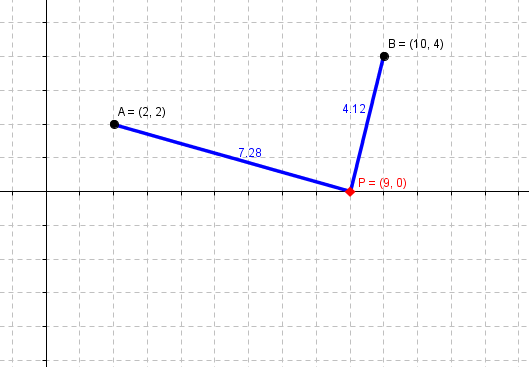 B = (10, 4)
A = (2, 2)
4.12
7.28
P = (9, 0)